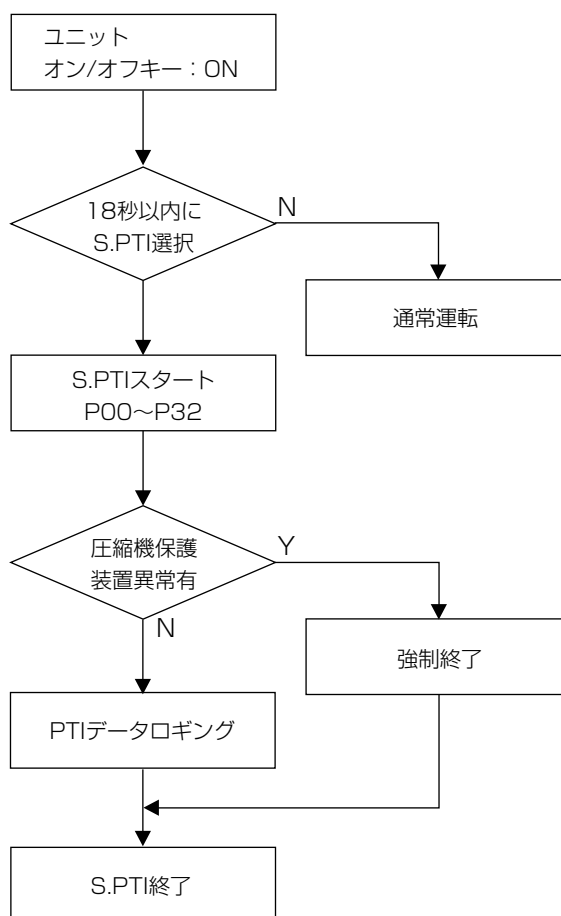 ユニット
オン/オフキー：ON
18秒以内に
S.PTI選択
N
通常運転
S.PTIスタート
P00〜P32
圧縮機保護
装置異常有
Y
N
強制終了
PTIデータロギング
S.PTI終了